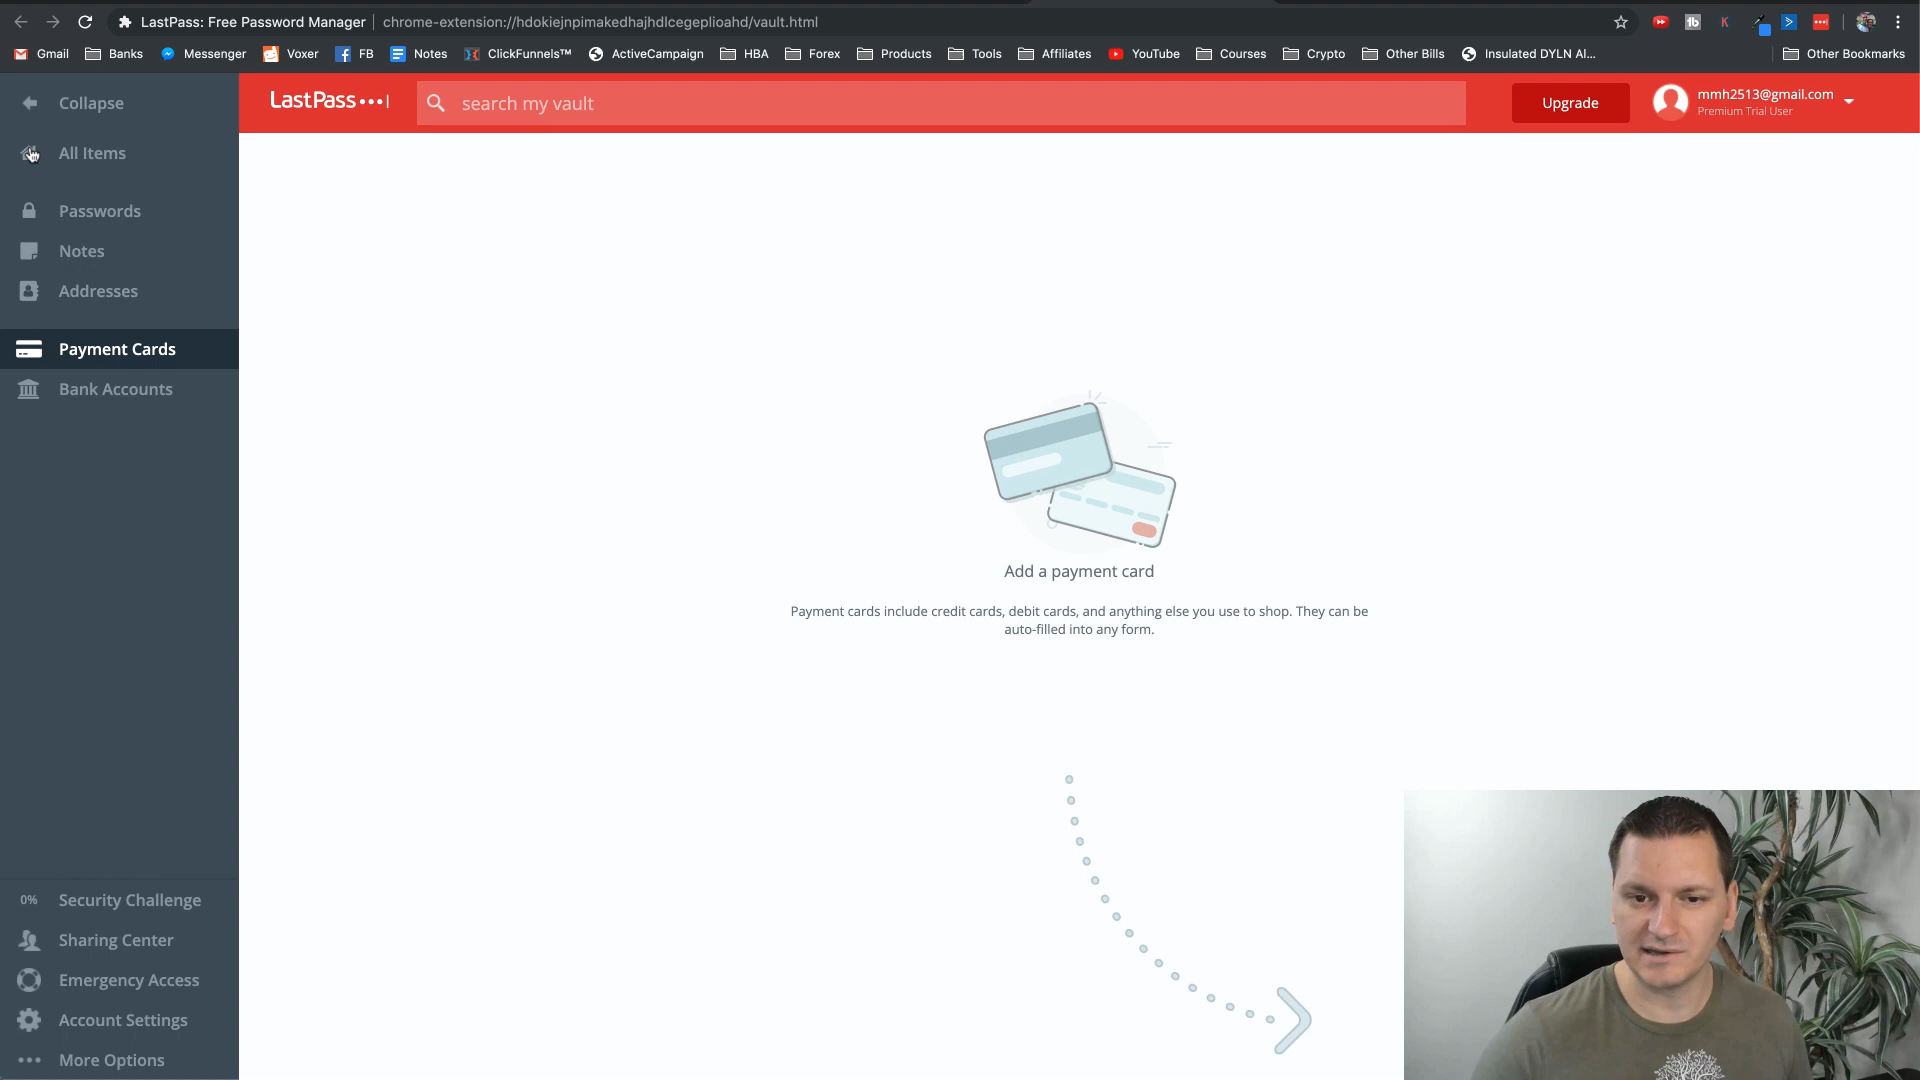 LastPass: Free Password Manager chrome-extension://hdokiejnpimakedhajhdlcegeplioahd/vault.html
Gmail Banks Messenger Voxer FB Notes ClickFunnels™ ActiveCampaign HBA Forex Products Tools Affiliates YouTube Courses Crypto Other Bills Insulated DYLN Al... Other Bookmarks
Collapse
LastPass
search my vault
Upgrade
mmh2513@gmail.com
Premium Trial User
All Items
Passwords
Notes
Addresses
Payment Cards
Bank Accounts
Add a payment card
Payment cards include credit cards, debit cards, and anything else you use to shop. They can be
auto-filled into any form.
0% Security Challenge
Sharing Center
Emergency Access
Account Settings
More Options